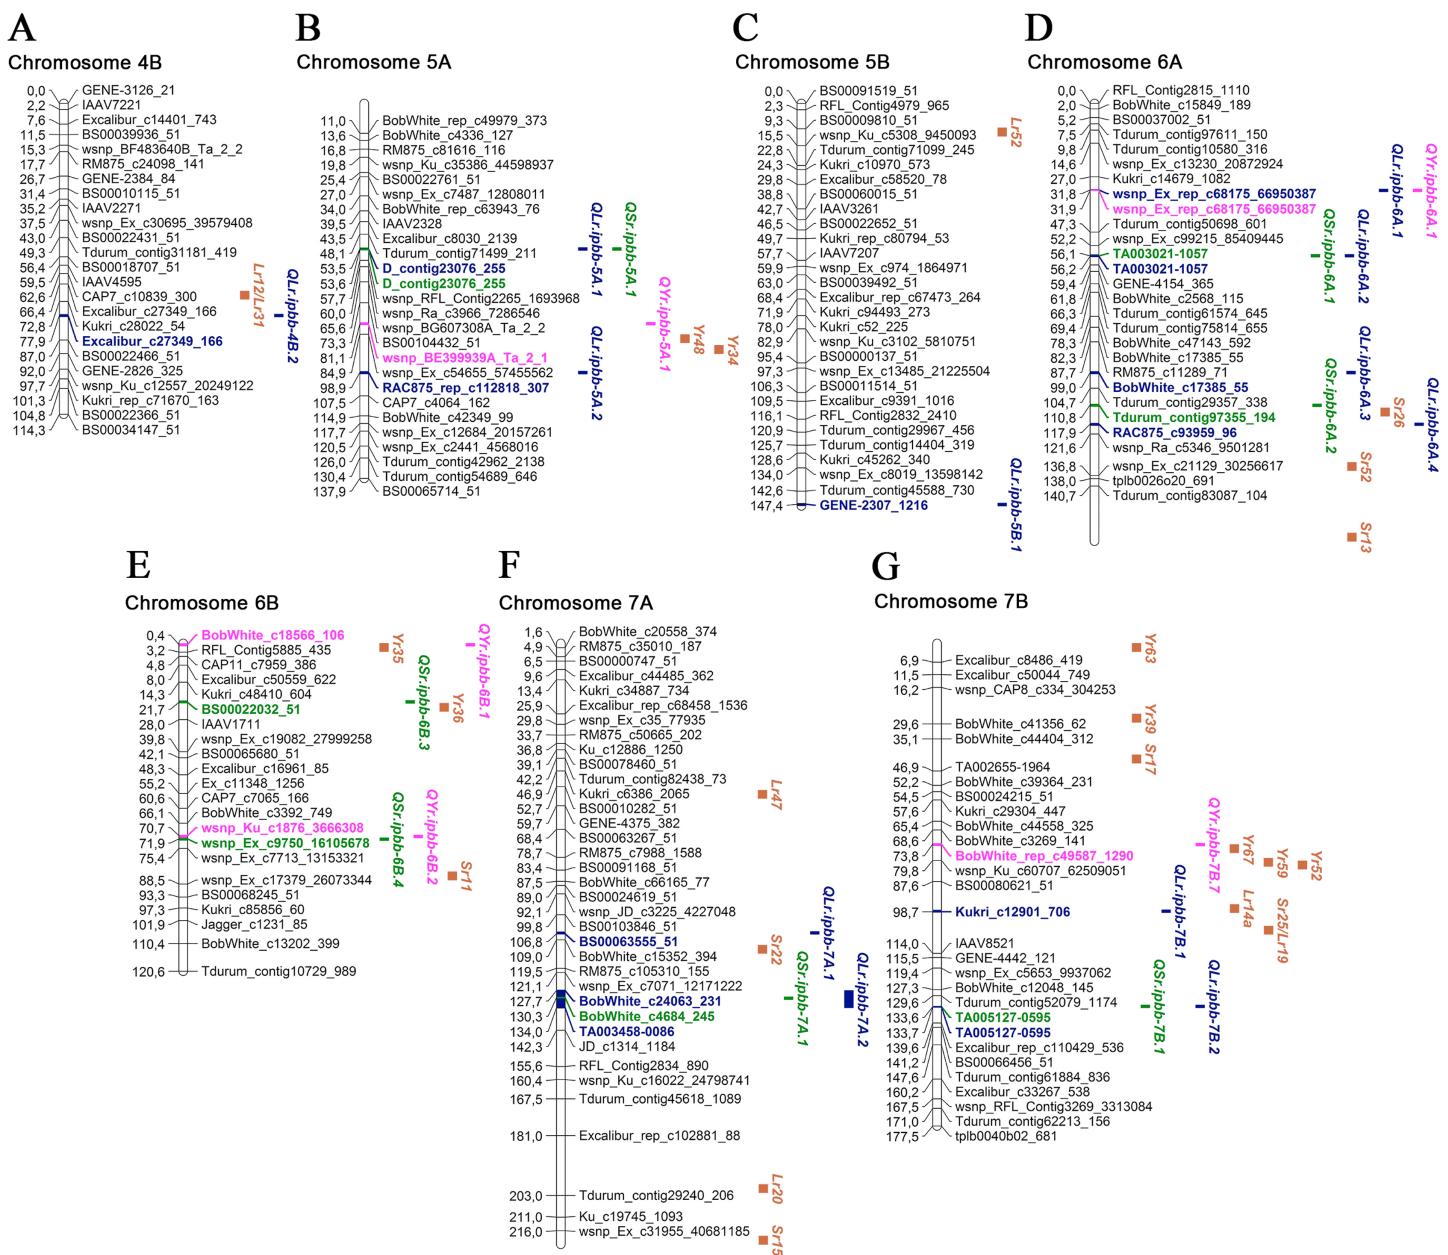 A
Chromosome 4B
0,0 GENE-3126_21
2,2 IAAV7221
7,6 Excalibur_c14401_743
11,5 BS00039936_51
15,3 wsnp_BF483640B_Ta_2_2
17,7 RM875_c24098_141
26,7 GENE-2384_84
31,4 BS00010115_51
35,2 IAAV2271
37,5 wsnp_Ex_c30695_39579408
43,0 BS00022431_51
49,3 Tdurum_contig31181_419
56,4 BS00018707_51
59,5 IAAV4595
62,6 CAP7_c10839_300
66,4 Excalibur_c27349_166
72,8 Kukri_c28022_54
77,9 Excalibur_c27349_166
87,0 BS00022466_51
92,0 GENE-2826_325
97,7 wsnp_Ku_c12557_20249122
101,3 Kukri_rep_c71670_163
104,8 BS00022366_51
114,3 BS00034147_51
Lr12/Lr31
QLr.ipbb-4B.2
B
Chromosome 5A
11,0 BobWhite_rep_c49979_373
13,6 BobWhite_c4336_127
16,8 RM875_c81616_116
19,8 wsnp_Ku_c35386_44598937
25,4 BS00022761_51
27,0 wsnp_Ex_c7487_12808011
34,0 BobWhite_rep_c63943_76
39,5 IAAV2328
43,5 Excalibur_c8030_2139
48,1 Tdurum_contig71499_211
53,5 D_contig23076_255
53,6 D_contig23076_255
57,7 wsnp_RFL_Contig2265_1693968
60,0 wsnp_Ra_c3966_7286546
65,6 wsnp_BG607308A_Ta_2_2
73,3 BS00104432_51
81,1 wsnp_BE399939A_Ta_2_1
84,9 wsnp_Ex_c54655_57455562
98,9 RAC875_rep_c112818_307
107,5 CAP7_c4064_162
114,9 BobWhite_c42349_99
117,7 wsnp_Ex_c12684_20157261
120,5 wsnp_Ex_c2441_4568016
126,0 Tdurum_contig42962_2138
130,4 Tdurum_contig54689_646
137,9 BS00065714_51
QLr.ipbb-5A.1
QSr.ipbb-5A.1
QYr.ipbb-5A.1
Yr48
Yr34
QLr.ipbb-5A.2
C
Chromosome 5B
0,0 BS00091519_51
2,3 RFL_Contig4979_965
9,3 BS00009810_51
15,5 wsnp_Ku_c5308_9450093
22,8 Tdurum_contig71099_245
24,3 Kukri_c10970_573
29,8 Excalibur_c58520_78
38,8 BS00060015_51
42,7 IAAV3261
46,5 BS00022652_51
49,7 Kukri_rep_c80794_53
57,7 IAAV7207
59,9 wsnp_Ex_c974_1864971
63,0 BS00039492_51
68,4 Excalibur_rep_c67473_264
71,9 Kukri_c94493_273
78,0 Kukri_c52_225
82,9 wsnp_Ku_c3102_5810751
95,4 BS00000137_51
97,3 wsnp_Ex_c13485_21225504
106,3 BS00011514_51
109,5 Kukri_c9391_1016
116,1 RFL_Contig2832_2410
120,9 Tdurum_contig29967_456
125,7 Tdurum_contig14404_319
128,6 Kukri_c45262_340
130,9 wsnp_Ex_c8019_13598142
142,6 Tdurum_contig45588_730
147,4 GENE-2307_1216
Lr52
QLr.ipbb-5B.1
D
Chromosome 6A
0,0 RFL_Contig2815_1110
2,0 BobWhite_c15849_189
5,2 BS00037002_51
7,5 Tdurum_contig97611_150
9,8 Tdurum_contig10580_316
14,6 wsnp_Ex_c13230_20872924
27,0 Kukri_c14679_1082
31,8 wsnp_Ex_rep_c68175_66950387
31,9 wsnp_Ex_rep_c68175_66950387
47,3 Tdurum_contig50698_601
52,2 wsnp_Ex_c99215_85409445
56,1 TA003021-1057
56,2 TA003021-1057
59,4 GENE-4154_365
61,8 BobWhite_c2568_115
66,3 Tdurum_contig61574_645
69,4 Tdurum_contig75814_655
78,3 BobWhite_c47143_592
82,3 BobWhite_c17385_55
87,7 RM875_c11289_71
99,0 BobWhite_c17385_55
104,7 Tdurum_contig29357_338
110,8 Tdurum_contig97355_194
117,9 RAC875_c93959_96
121,6 wsnp_Ra_c5346_9501281
136,8 wsnp_Ex_c21129_30256617
138,0 tplb0026o20_691
140,7 Tdurum_contig83087_104
QLr.ipbb-6A.1
QYr.ipbb-6A.1
QSr.ipbb-6A.1
QLr.ipbb-6A.2
QLr.ipbb-6A.3
QSr.ipbb-6A.2
Sr26
QLr.ipbb-6A.4
Sr52
Sr13
E
Chromosome 6B
0,4 BobWhite_c18566_106
3,2 RFL_Contig5885_435
4,8 CAP11_c7959_386
8,0 Excalibur_c50559_622
14,3 Kukri_c48410_604
21,7 BS00022032_51
28,0 IAAV1711
39,8 wsnp_Ex_c19082_27999258
42,1 BS00065680_51
48,3 Excalibur_c16961_85
55,2 Ex_c11348_1256
60,6 CAP7_c7065_166
66,1 BobWhite_c3392_749
70,7 wsnp_Ku_c1876_3666308
71,9 wsnp_Ex_c9750_16105678
75,4 wsnp_Ex_c7713_13153321
88,5 wsnp_Ex_c17379_26073344
93,3 BS00068245_51
97,3 Kukri_c85856_60
101,9 Jagger_c1231_85
110,4 BobWhite_c13202_399
120,6 Tdurum_contig10729_989
Yr35
QYr.ipbb-6B.1
QSr.ipbb-6B.3
Yr36
QSr.ipbb-6B.4
QYr.ipbb-6B.2
Sr11
F
Chromosome 7A
1,6 BobWhite_c20558_374
4,9 RM875_c35010_187
6,5 BS00000747_51
9,6 Excalibur_c44485_362
13,4 Kukri_c34887_734
25,9 Excalibur_rep_c68458_1536
29,8 wsnp_Ex_c35_77935
33,7 RM875_c50665_202
36,8 Ku_c12886_1250
39,1 BS00078460_51
42,2 Tdurum_contig82438_73
46,9 Kukri_c6386_2065
52,7 BS00010282_51
59,7 GENE-4375_382
68,4 BS00063267_51
78,7 RM875_c7988_1588
83,4 BS00091168_51
87,5 BobWhite_c66165_77
89,0 BS00024619_51
92,1 wsnp_JD_c3225_4227048
99,8 BS00103846_51
106,8 BS00063555_51
109,0 BobWhite_c15352_394
119,5 RM875_c105310_155
121,1 wsnp_Ex_c7071_12171222
127,7 BobWhite_c24063_231
130,3 BobWhite_c4684_245
134,0 TA003458-0086
142,3 JD_c1314_1184
155,6 RFL_Contig2834_890
160,4 wsnp_Ku_c16022_24798741
167,5 Tdurum_contig45618_1089
181,0 Excalibur_rep_c102881_88
203,0 Tdurum_contig29240_206
211,0 Ku_c19745_1093
216,0 wsnp_Ex_c31955_40681185
Lr47
QLr.ipbb-7A.1
Sr22
QSr.ipbb-7A.1
QLr.ipbb-7A.2
Lr20
Sr15
G
Chromosome 7B
6,9 Excalibur_c8486_419
11,5 Excalibur_c50044_749
16,2 wsnp_CAP8_c334_304253
29,6 BobWhite_c41356_62
35,1 BobWhite_c44404_312
46,9 TA002655-1964
52,2 BobWhite_c39364_231
54,5 BS00024215_51
57,6 Kukri_c29304_447
65,4 BobWhite_c44558_325
68,6 BobWhite_c3269_141
73,8 BobWhite_rep_c49587_1290
79,8 wsnp_Ku_c60707_62509051
87,6 BS00080621_51
98,7 Kukri_c12901_706
114,0 IAAV8521
115,5 GENE-4442_121
119,4 wsnp_Ex_c5653_9937062
127,3 BobWhite_c12048_145
129,6 Tdurum_contig52079_1174
133,6 TA005127-0595
133,7 TA005127-0595
139,6 Excalibur_rep_c110429_536
141,2 BS00066456_51
147,6 Tdurum_contig61884_836
160,2 Excalibur_c33267_538
167,5 wsnp_RFL_Contig3269_3313084
171,0 Tdurum_contig62213_156
177,5 tplb0040b02_681
Yr63
Yr39
Sr17
QYr.ipbb-7B.7
Yr67
Yr59
Yr52
QLr.ipbb-7B.1
Lr14a
Sr25/Lr19
QSr.ipbb-7B.1
QLr.ipbb-7B.2